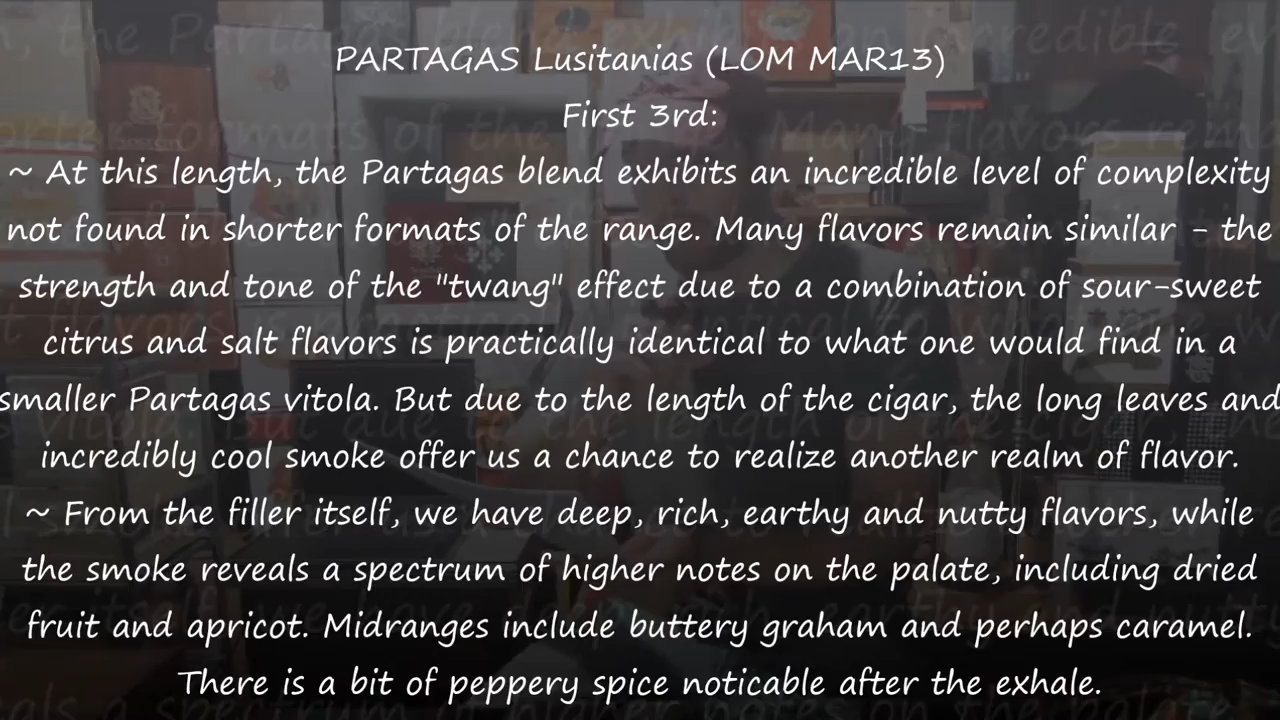 PARTAGAS Lusitanias (LOM MAR13)
First 3rd:
~ At this length, the Partagas blend exhibits an incredible level of complexity
not found in shorter formats of the range. Many flavors remain similar - the
strength and tone of the "twang" effect due to a combination of sour-sweet
citrus and salt flavors is practically identical to what one would find in a
smaller Partagas vitola. But due to the length of the cigar, the long leaves and
incredibly cool smoke offer us a chance to realize another realm of flavor.
~ From the filler itself, we have deep, rich, earthy and nutty flavors, while
the smoke reveals a spectrum of higher notes on the palate, including dried
fruit and apricot. Midranges include buttery graham and perhaps caramel.
There is a bit of peppery spice noticable after the exhale.